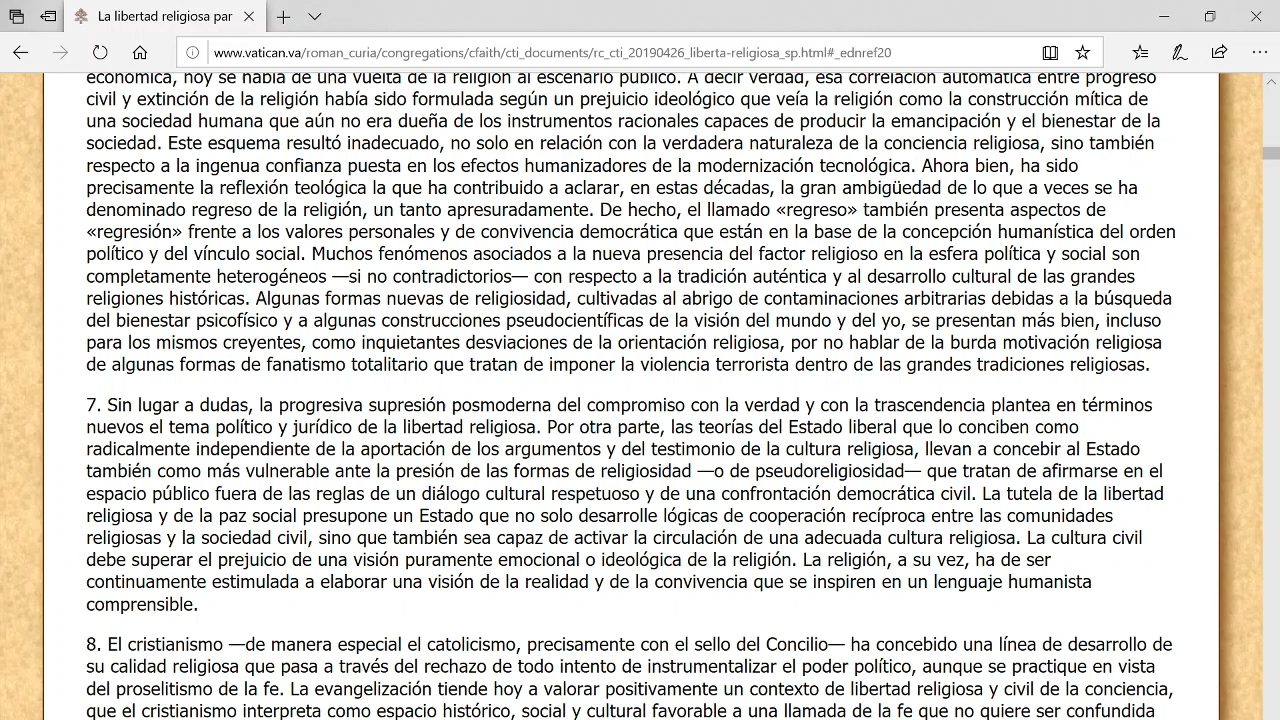 La libertad religiosa par
www.vatican.va/roman_curia/congregations/cfaith/cti_documents/rc_cti_20190426_liberta-religiosa_sp.html#_ednref20
económica, hoy se habla de una vuelta de la religión al escenario público. A decir verdad, esa correlación automática entre progreso
civil y extinción de la religión había sido formulada según un prejuicio ideológico que veía la religión como la construcción mítica de
una sociedad humana que aún no era dueña de los instrumentos racionales capaces de producir la emancipación y el bienestar de la
sociedad. Este esquema resultó inadecuado, no solo en relación con la verdadera naturaleza de la conciencia religiosa, sino también
respecto a la ingenua confianza puesta en los efectos humanizadores de la modernización tecnológica. Ahora bien, ha sido
precisamente la reflexión teológica la que ha contribuido a aclarar, en estas décadas, la gran ambigüedad de lo que a veces se ha
denominado regreso de la religión, un tanto apresuradamente. De hecho, el llamado «regreso» también presenta aspectos de
«regresión» frente a los valores personales y de convivencia democrática que están en la base de la concepción humanística del orden
político y del vínculo social. Muchos fenómenos asociados a la nueva presencia del factor religioso en la esfera política y social son
completamente heterogéneos —si no contradictorios— con respecto a la tradición auténtica y al desarrollo cultural de las grandes
religiones históricas. Algunas formas nuevas de religiosidad, cultivadas al abrigo de contaminaciones arbitrarias debidas a la búsqueda
del bienestar psicofísico y a algunas construcciones pseudocientíficas de la visión del mundo y del yo, se presentan más bien, incluso
para los mismos creyentes, como inquietantes desviaciones de la orientación religiosa, por no hablar de la burda motivación religiosa
de algunas formas de fanatismo totalitario que tratan de imponer la violencia terrorista dentro de las grandes tradiciones religiosas.
7. Sin lugar a dudas, la progresiva supresión posmoderna del compromiso con la verdad y con la trascendencia plantea en términos
nuevos el tema político y jurídico de la libertad religiosa. Por otra parte, las teorías del Estado liberal que lo conciben como
radicalmente independiente de la aportación de los argumentos y del testimonio de la cultura religiosa, llevan a concebir al Estado
también como más vulnerable ante la presión de las formas de religiosidad —o de pseudoreligiosidad— que tratan de afirmarse en el
espacio público fuera de las reglas de un diálogo cultural respetuoso y de una confrontación democrática civil. La tutela de la libertad
religiosa y de la paz social presupone un Estado que no solo desarrolle lógicas de cooperación recíproca entre las comunidades
religiosas y la sociedad civil, sino que también sea capaz de activar la circulación de una adecuada cultura religiosa. La cultura civil
debe superar el prejuicio de una visión puramente emocional o ideológica de la religión. La religión, a su vez, ha de ser
continuamente estimulada a elaborar una visión de la realidad y de la convivencia que se inspiren en un lenguaje humanista
comprensible.
8. El cristianismo —de manera especial el catolicismo, precisamente con el sello del Concilio— ha concebido una línea de desarrollo de
su calidad religiosa que pasa a través del rechazo de todo intento de instrumentalizar el poder político, aunque se practique en vista
del proselitismo de la fe. La evangelización tiende hoy a valorar positivamente un contexto de libertad religiosa y civil de la conciencia,
que el cristianismo interpreta como espacio histórico, social y cultural favorable a una llamada de la fe que no quiere ser confundida